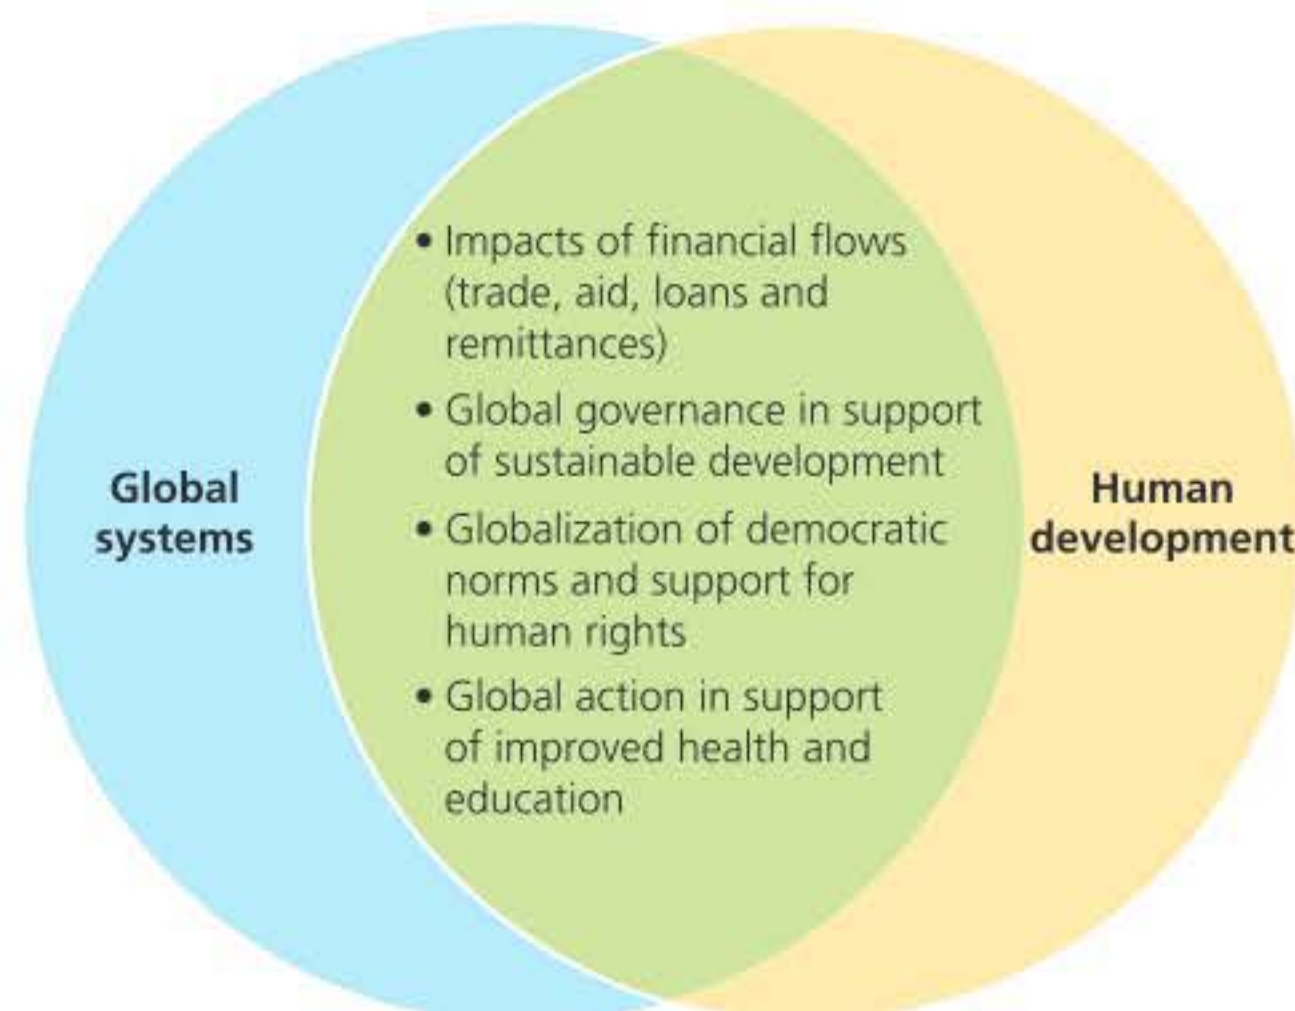 Global
systems
• Impacts of financial flows
(trade, aid, loans and
remittances)
• Global governance in support
of sustainable development
• Globalization of democratic
norms and support for
human rights
• Global action in support
of improved health and
education
Human
development